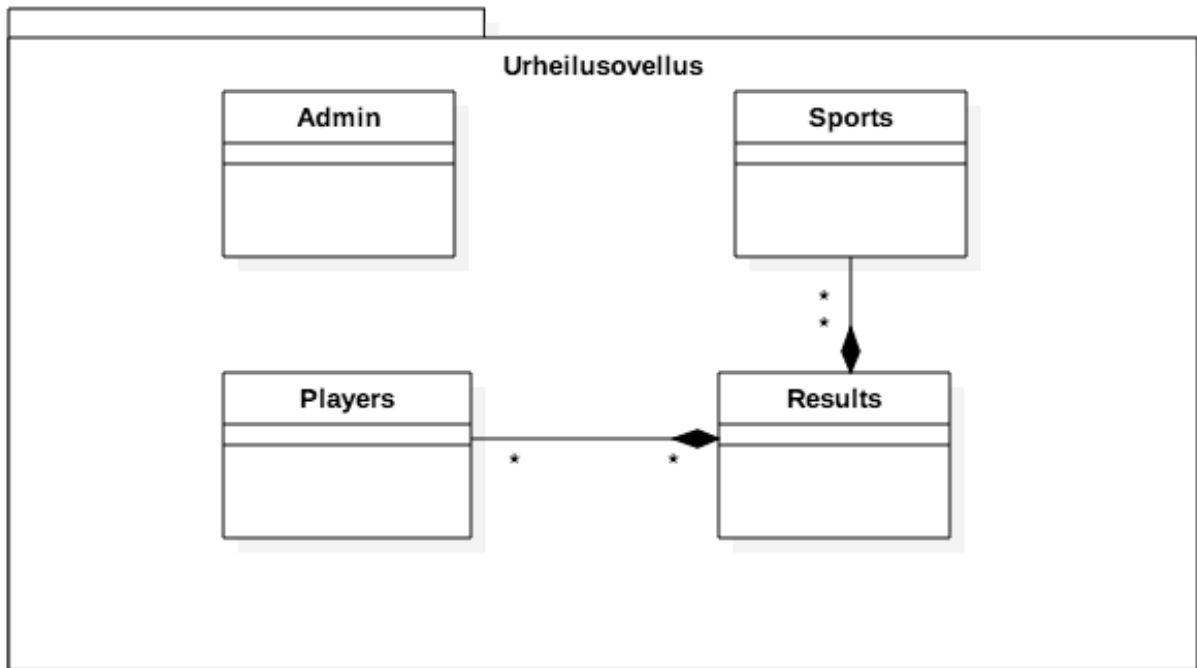 Urheilusovellus
Admin
Sports
*
*
Players
Results
*
*